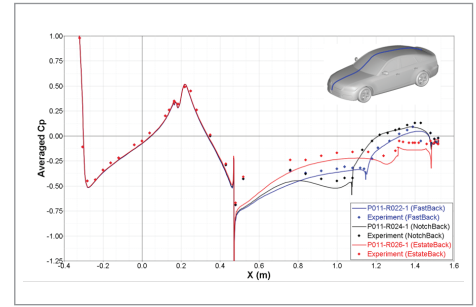 1.00
0.75
0.50
0.25
0.00
-0.25
-0.50
-0.75
-1.00
-1.25
Averaged Cp
P011-R022-1 (FastBack)
Experiment (FastBack)
P011-R024-1 (NotchBack)
Experiment (NotchBack)
P011-R026-1 (EstateBack)
Experiment (EstateBack)
-0.4 -0.2 0.0 0.2 0.4 0.6 0.8 1.0 1.2 1.4 1.6
X (m)